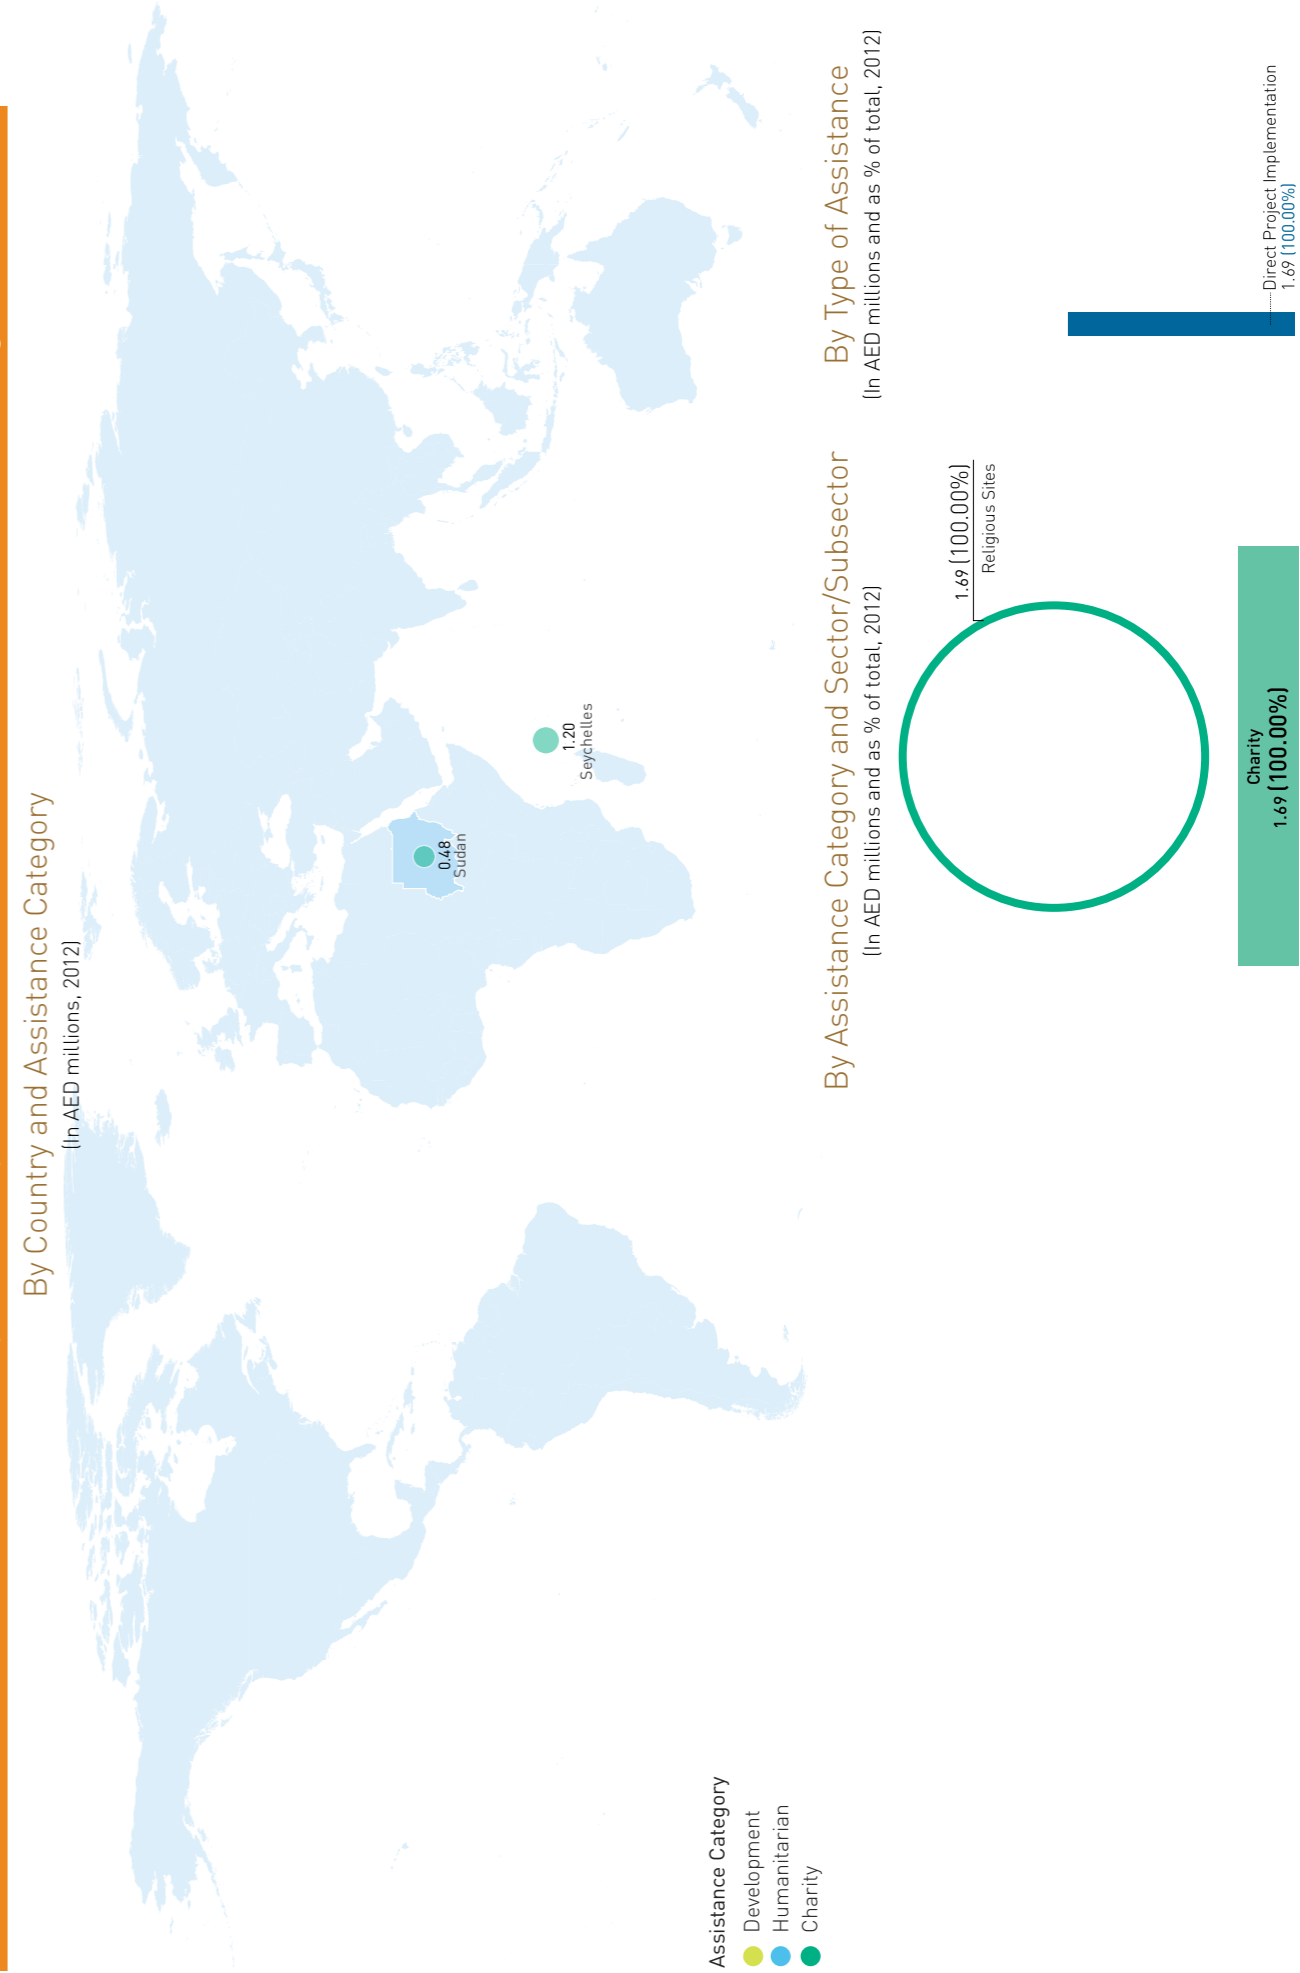 By Country and Assistance Category
(In AED millions, 2012)
0.48
Sudan
1.20
Seychelles
Assistance Category
Development
Humanitarian
Charity
By Assistance Category and Sector/Subsector
(In AED millions and as % of total, 2012)
1.69 (100.00%)
Religious Sites
Charity
1.69 (100.00%)
By Type of Assistance
(In AED millions and as % of total, 2012)
Direct Project Implementation
1.69 (100.00%)